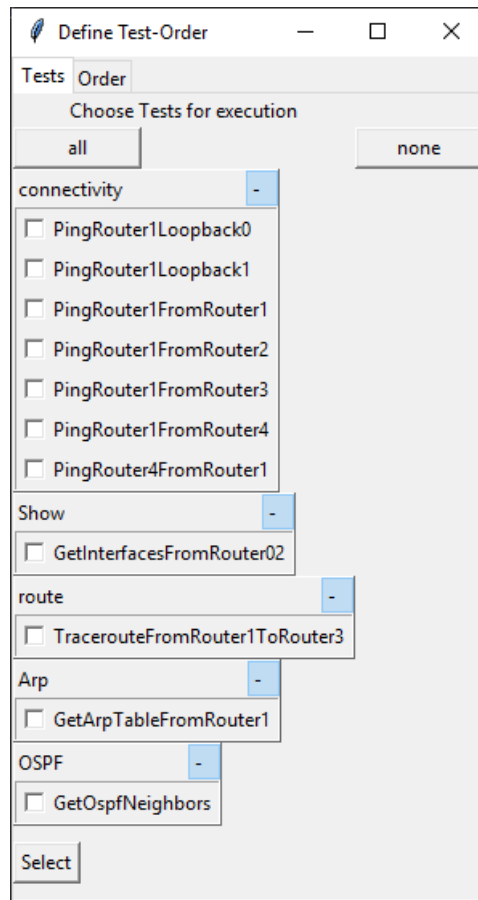 Define Test-Order
Tests Order
Choose Tests for execution
all none
connectivity -
PingRouter1Loopback0
PingRouter1Loopback1
PingRouter1FromRouter1
PingRouter1FromRouter2
PingRouter1FromRouter3
PingRouter1FromRouter4
PingRouter4FromRouter1
Show -
GetInterfacesFromRouter02
route -
TracerouteFromRouter1ToRouter3
Arp -
GetArpTableFromRouter1
OSPF -
GetOspfNeighbors
Select